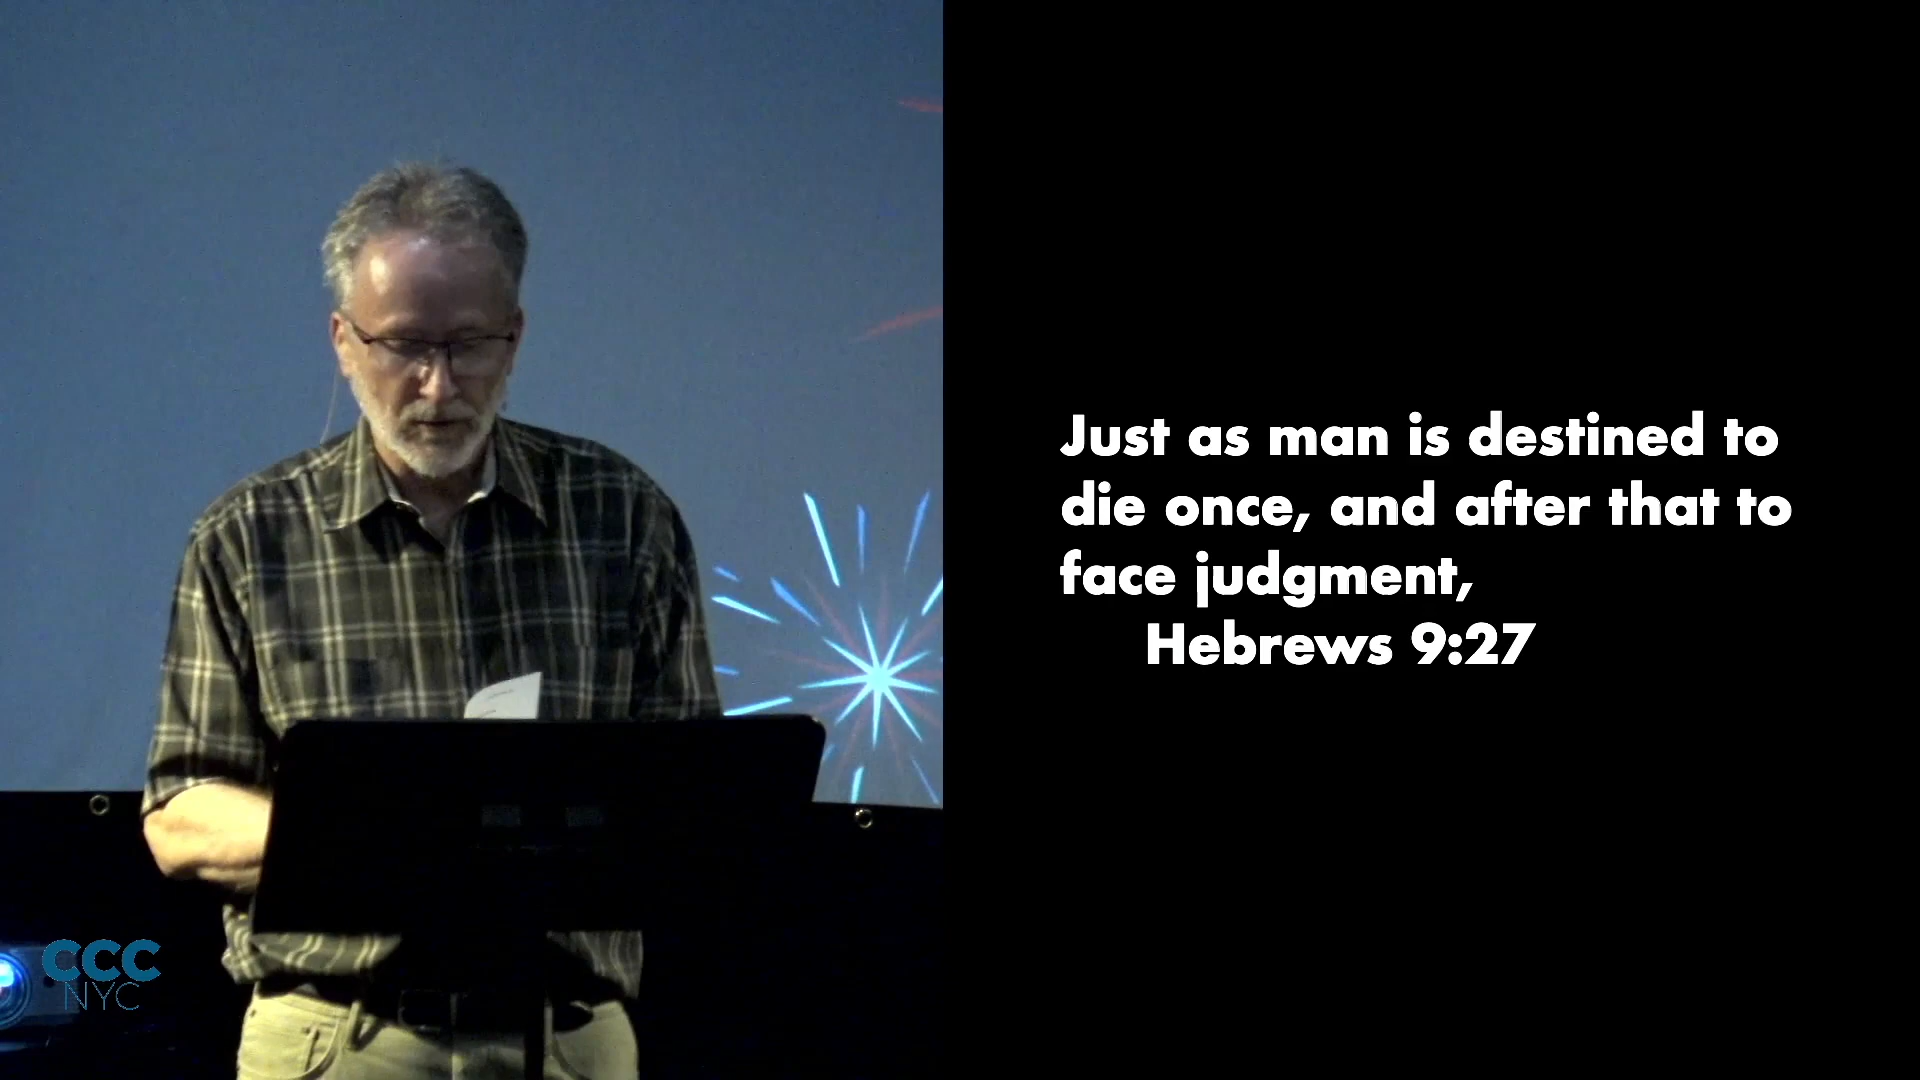 Just as man is destined to
die once, and after that to
face judgment,
Hebrews 9:27
CCC
NYC